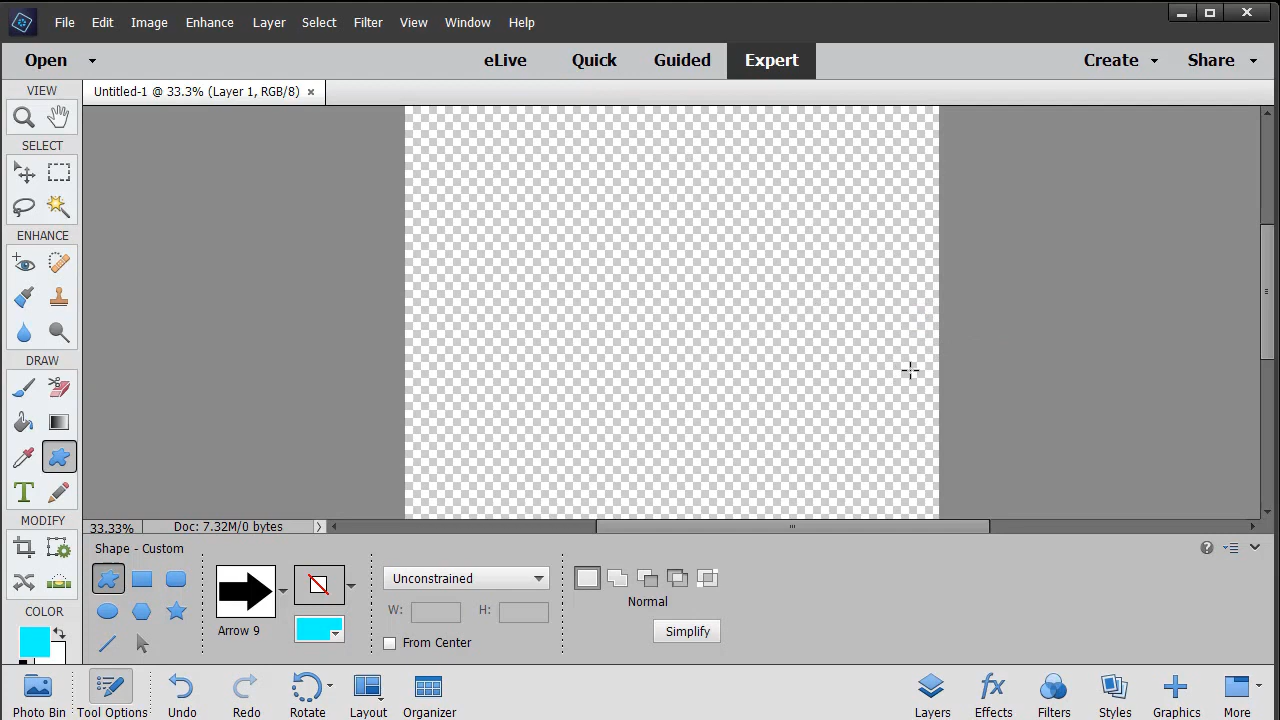 File Edit Image Enhance Layer Select Filter View Window Help
Open eLive Quick Guided Expert Create Share
VIEW
Untitled-1 @ 33.3% (Layer 1, RGB/8) ×
SELECT
ENHANCE
DRAW
T
MODIFY
33.33% Doc: 7.32M/0 bytes
Shape - Custom
Unconstrained
Normal
W: H:
COLOR
Arrow 9
Simplify
From Center
Photo Bin Tool Options Undo Redo Rotate Layout Organizer Layers Effects Filters Styles Graphics More